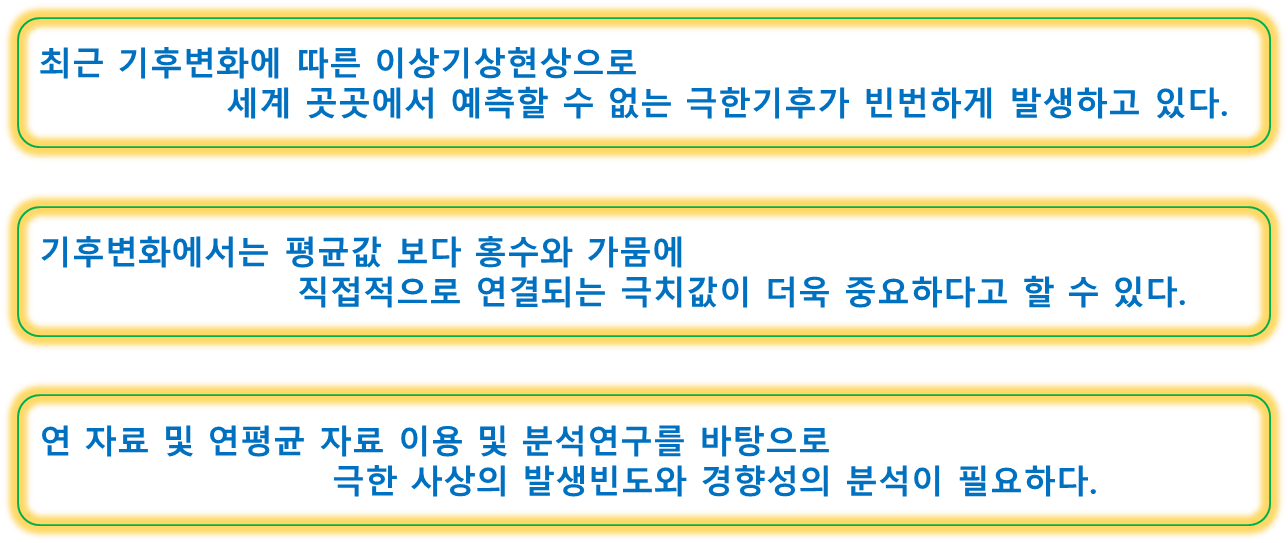 최근 기후변화에 따른 이상기상현상으로
세계 곳곳에서 예측할 수 없는 극한기후가 빈번하게 발생하고 있다.
기후변화에서는 평균값 보다 홍수와 가뭄에
직접적으로 연결되는 극치값이 더욱 중요하다고 할 수 있다.
연 자료 및 연평균 자료 이용 및 분석연구를 바탕으로
극한 사상의 발생빈도와 경향성의 분석이 필요하다.